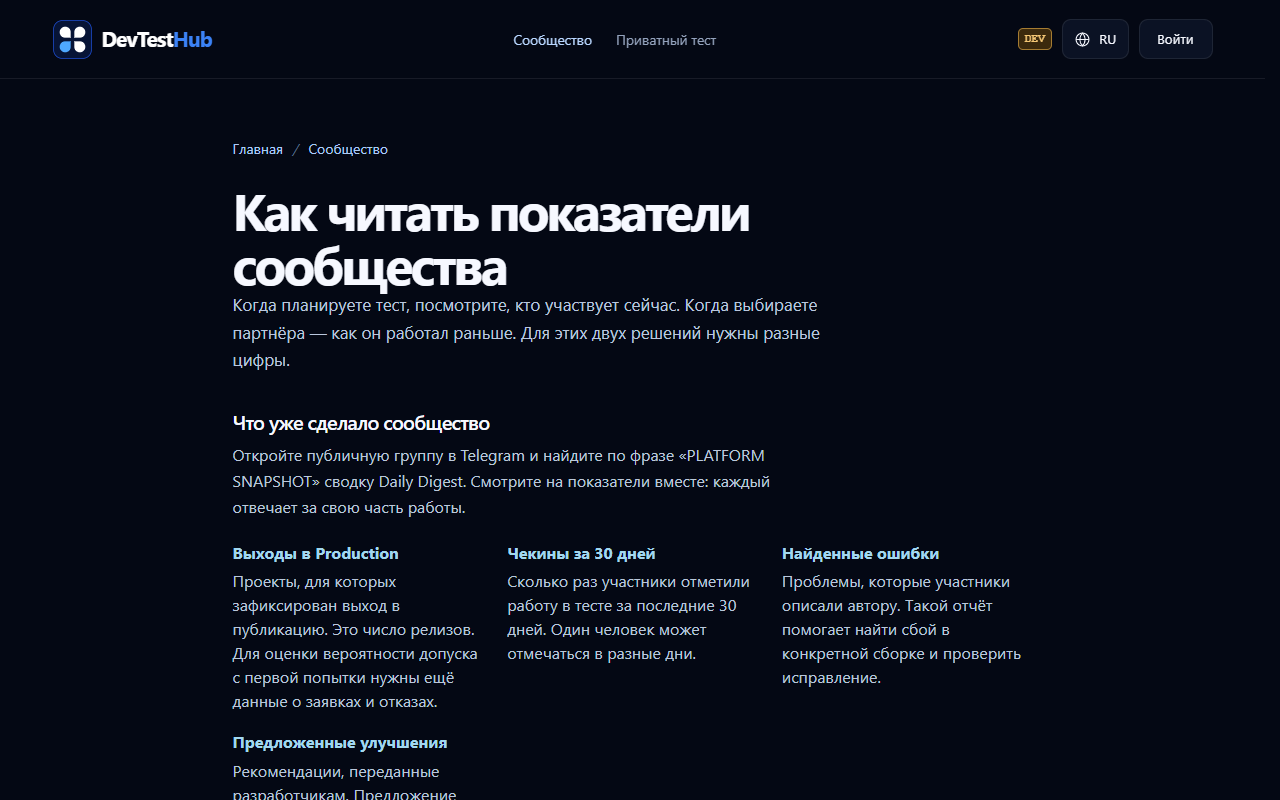 DevTestHub
Сообщество
Приватный тест
DEV
RU
Войти
Главная / Сообщество
Как читать показатели
сообщества
Когда планируете тест, посмотрите, кто участвует сейчас. Когда выбираете
партнёра — как он работал раньше. Для этих двух решений нужны разные
цифры.
Что уже сделало сообщество
Откройте публичную группу в Telegram и найдите по фразе «PLATFORM
SNAPSHOT» сводку Daily Digest. Смотрите на показатели вместе: каждый
отвечает за свою часть работы.
Выходы в Production
Проекты, для которых
зафиксирован выход в
публикацию. Это число релизов.
Для оценки вероятности допуска
с первой попытки нужны ещё
данные о заявках и отказах.
Чекины за 30 дней
Сколько раз участники отметили
работу в тесте за последние 30
дней. Один человек может
отмечаться в разные дни.
Найденные ошибки
Проблемы, которые участники
описали автору. Такой отчёт
помогает найти сбой в
конкретной сборке и проверить
исправление.
Предложенные улучшения
Рекомендации, переданные
разработчикам. Предложение